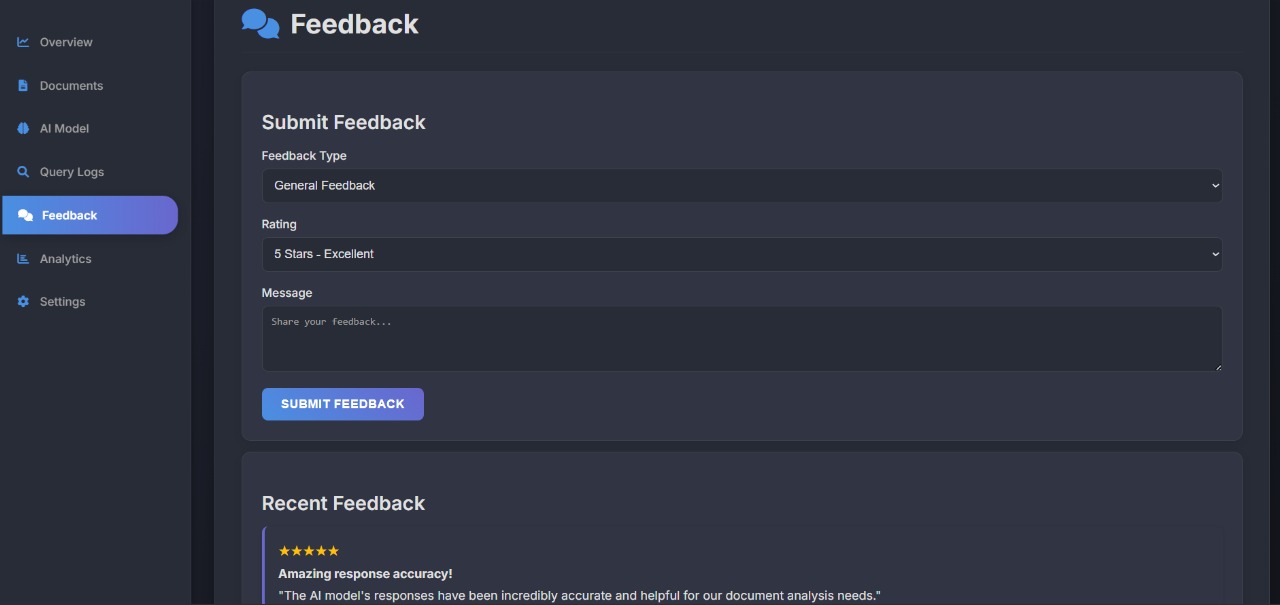 Overview
Documents
AI Model
Query Logs
Feedback
Analytics
Settings
Feedback
Submit Feedback
Feedback Type
General Feedback
Rating
5 Stars - Excellent
Message
Share your feedback...
SUBMIT FEEDBACK
Recent Feedback
★★★★★
Amazing response accuracy!
"The AI model's responses have been incredibly accurate and helpful for our document analysis needs."